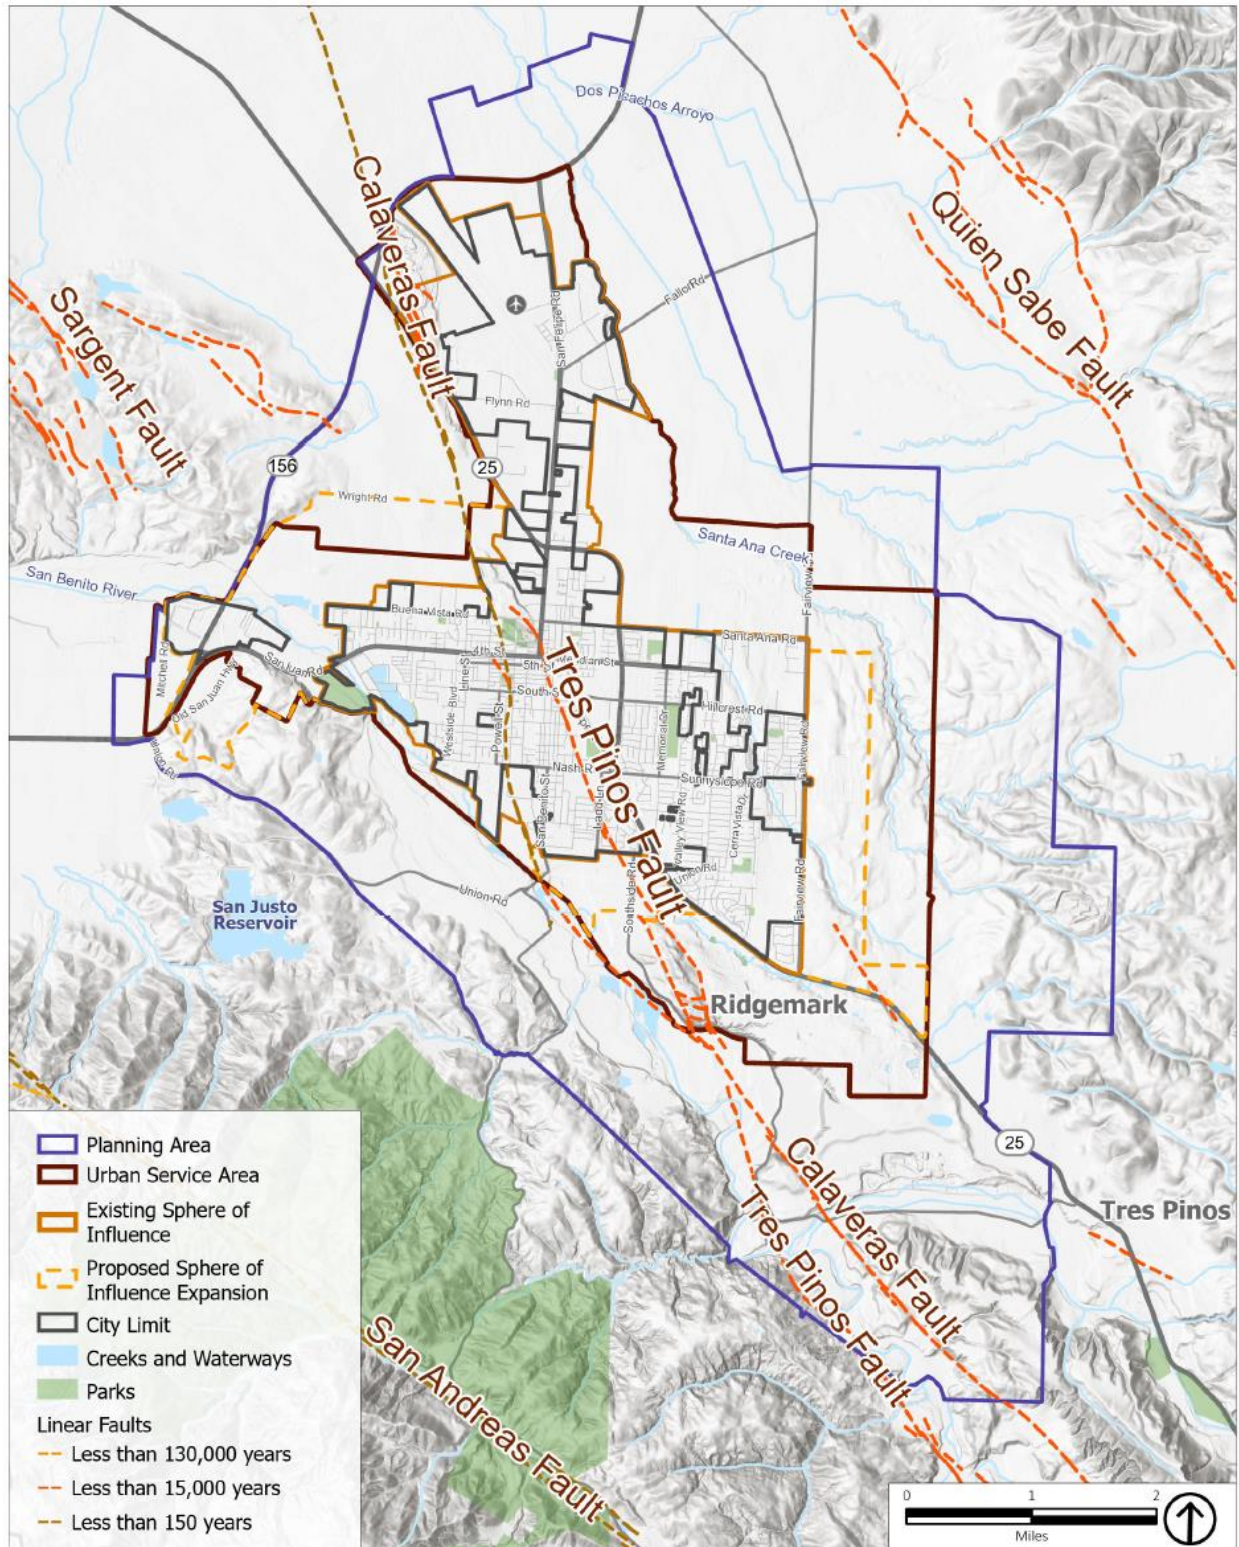 Dos Picachos Arroyo
Calaveras Fault
Quien Sabe Fault
Sargent Fault
San Felipe Rd
Fallon Rd
Flynn Rd
156
25
Wright Rd
Santa Ana Creek
San Benito River
Fairview
Buena Vista Rd
Santa Ana Rd
4th St
5th St
Meridian St
Line St
San Juan Rd
Mitchell Rd
Old San Juan Hwy
South St
Hillcrest Rd
Westside Blvd
Powell St
Memorial Dr
Fairview Rd
Tres Pinos Fault
Union Rd
Nash R
Sunnyslope Rd
San Benito St
Ladd Ln
Valley View Rd
Cerra Vista Dr
Union Rd
Union Rd
Southside Rd
Fairview Rd
San Justo
Reservoir
Ridgemark
25
Calaveras Fault
Tres Pinos Fault
Tres Pinos
San Andreas Fault
Planning Area
Urban Service Area
Existing Sphere of
Influence
Proposed Sphere of
Influence Expansion
City Limit
Creeks and Waterways
Parks
Linear Faults
Less than 130,000 years
Less than 15,000 years
Less than 150 years
0 1 2
Miles